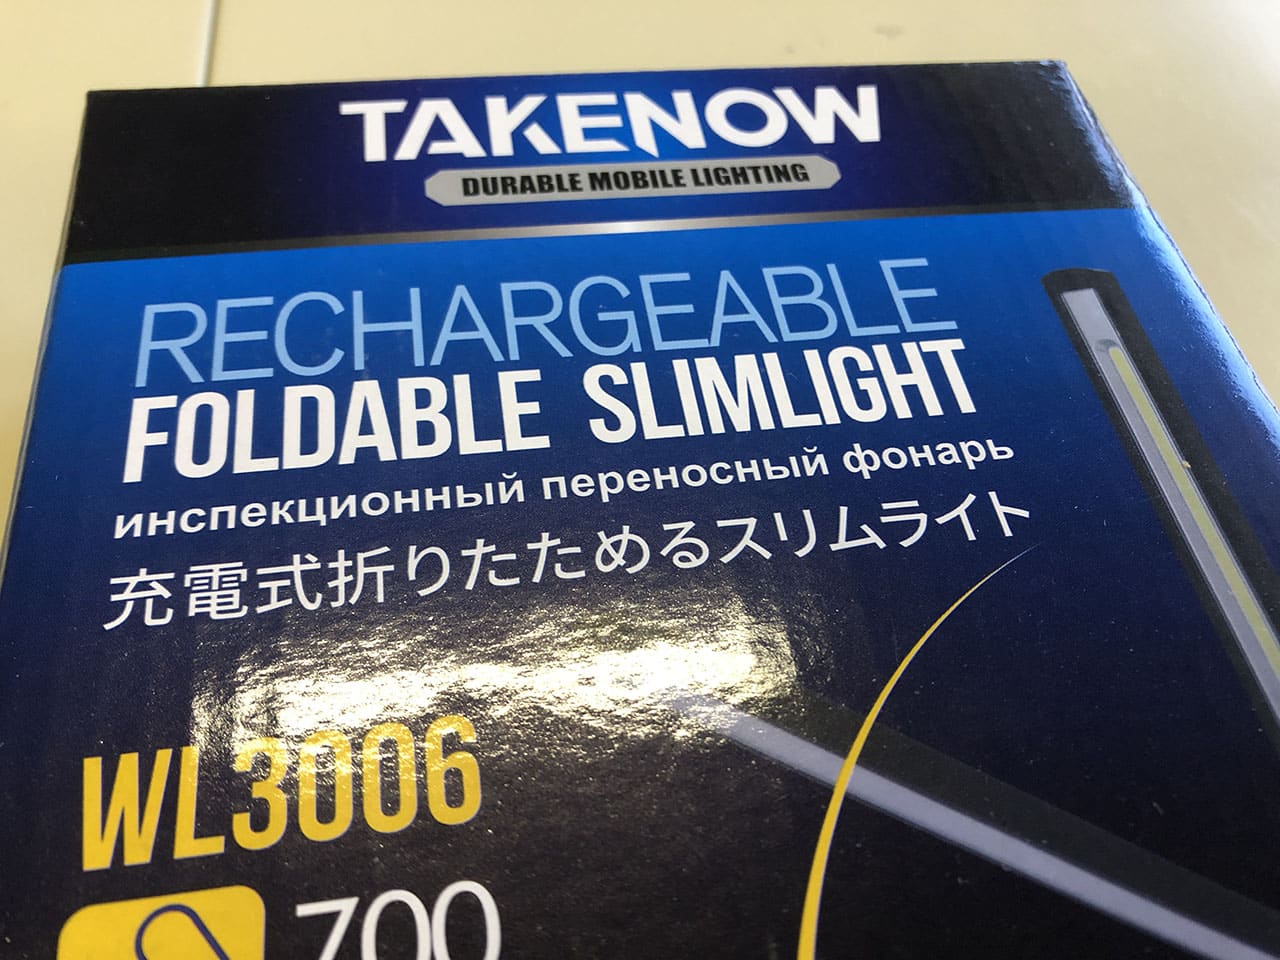 TAKENOW
DURABLE MOBILE LIGHTING
RECHARGEABLE
FOLDABLE SLIMLIGHT
инспекционный переносный фонарь
充電式折りたためるスリムライト
WL3006
700